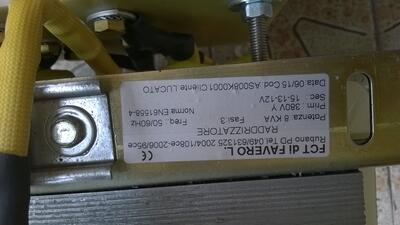 FCT di FAVERO L.
Rubano PD Tel 049/631325 2004/108ce-2006/95ce
RADDRIZZATORE
Potenza 8 KVA Fasi:3 Freq. 50/60Hz
Prim :380V Y Norma EN61558-4
Sec : 15-13-12V
Data 06/15 Cod. AS008K0001 Cliente LUCATO